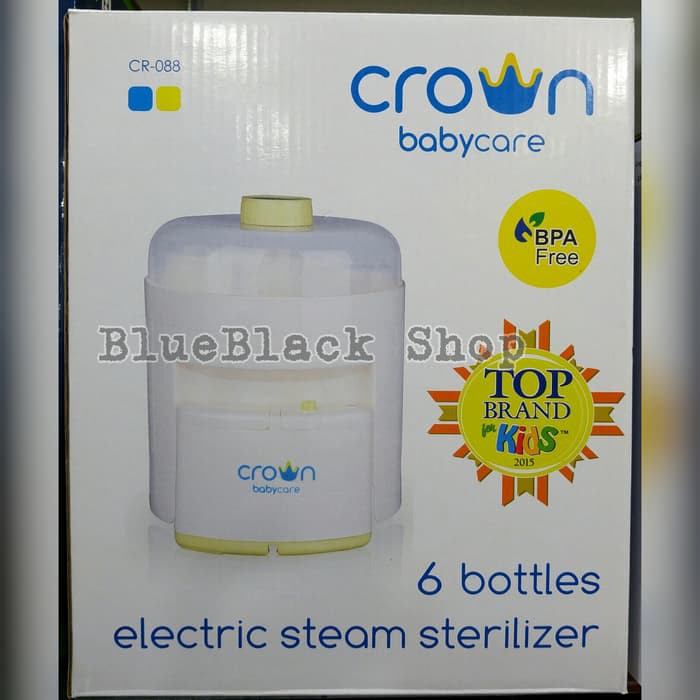 CR-088
crown
babycare
BPA
Free
BlueBlack Shop
TOP
BRAND
for KiDS™
2015
crown
babycare
6 bottles
electric steam sterilizer